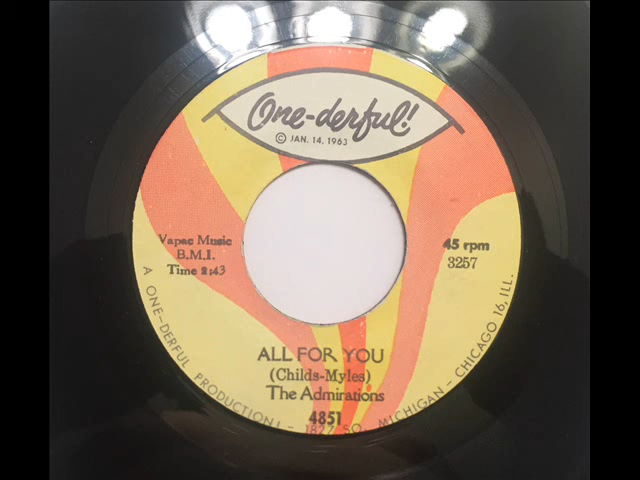 One-derful!
© JAN. 14, 1963
Vapac Music
B.M.I.
Time 2:43
45 rpm
3257
ALL FOR YOU
(Childs-Myles)
The Admirations
4851
A ONE-DERFUL PRODUCTION - 1827 SO. MICHIGAN - CHICAGO 16, ILL.